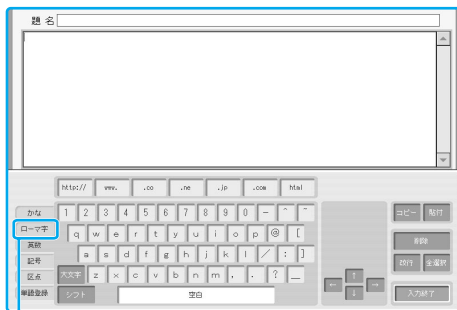 題名
http:// www. .co .ne .jp .com html
かな 1 2 3 4 5 6 7 8 9 0 - ^ ~ コピー 貼付
ローマ字 q w e r t y u i o p @ [
英数 a s d f g h j k l / : ] 削除
記号 改行 全選択
区点 大文字 z x c v b n m , . ? _ ↑
単語登録 シフト 空白 ← ↓ → 入力終了